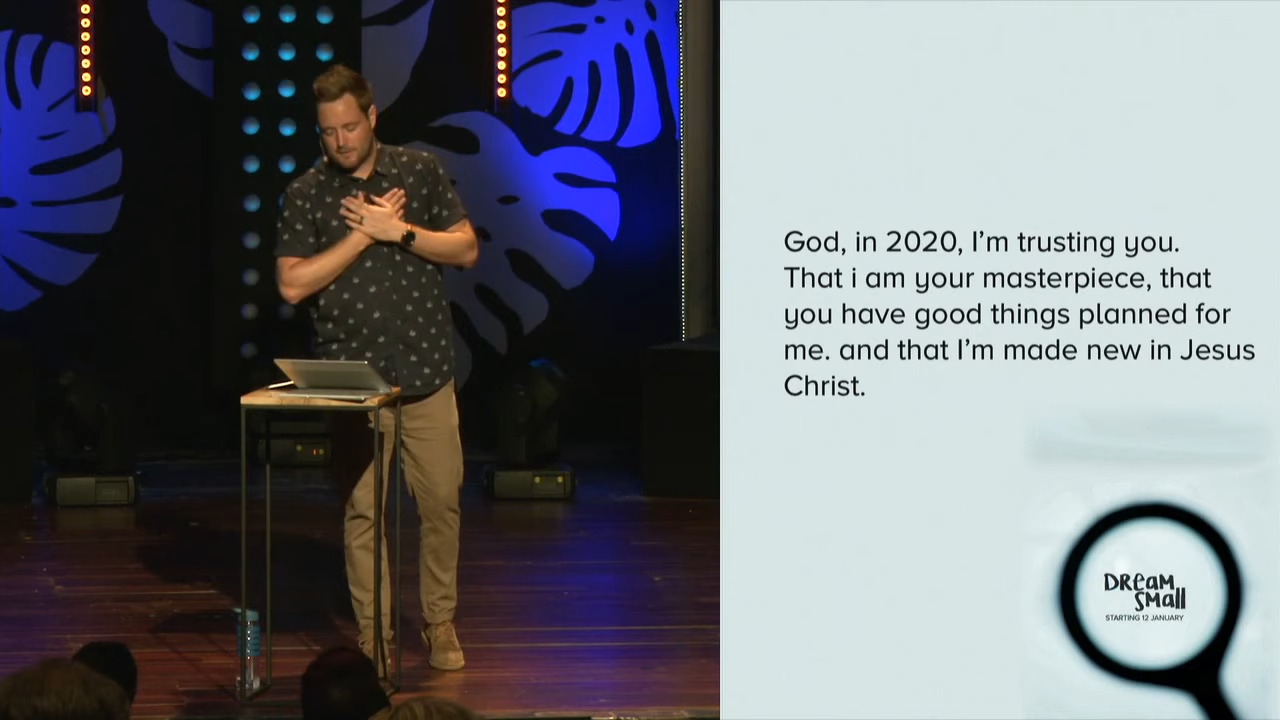 God, in 2020, I'm trusting you.
That i am your masterpiece, that
you have good things planned for
me. and that I'm made new in Jesus
Christ.
DReaM
SMall
STARTING 12 JANUARY